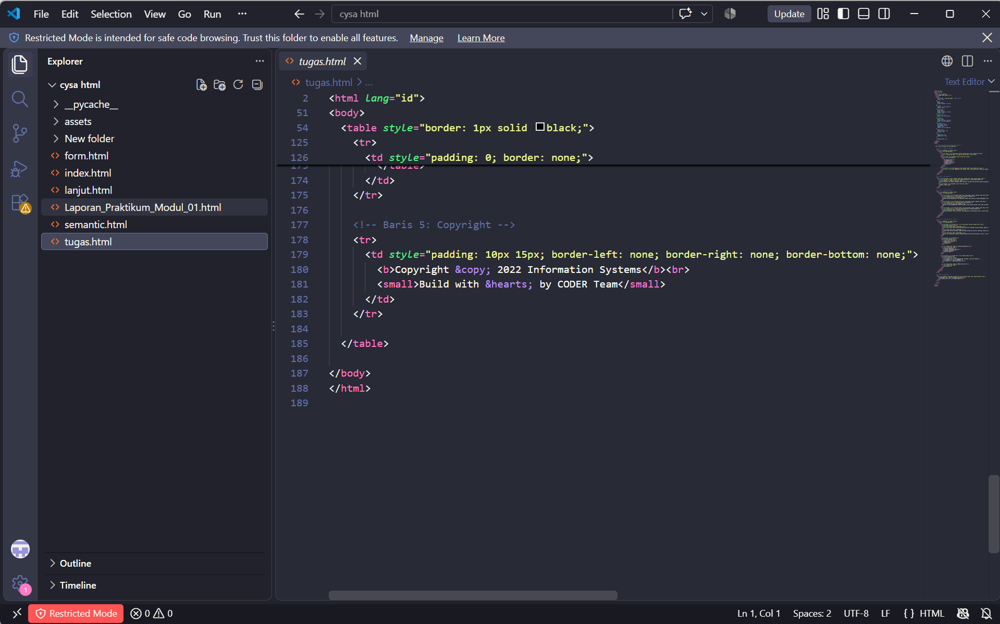 File Edit Selection View Go Run ···
cysa html
Update
Restricted Mode is intended for safe code browsing. Trust this folder to enable all features. Manage Learn More
Explorer
cysa html
__pycache__
assets
New folder
form.html
index.html
lanjut.html
Laporan_Praktikum_Modul_01.html
semantic.html
tugas.html
Outline
Timeline
1
tugas.html
tugas.html > ...
Text Editor
2 <html lang="id">
51 <body>
54 <table style="border: 1px solid black;">
125 <tr>
126 <td style="padding: 0; border: none;">
173 </table>
174 </td>
175 </tr>
176
177 <!-- Baris 5: Copyright -->
178 <tr>
179 <td style="padding: 10px 15px; border-left: none; border-right: none; border-bottom: none;">
180 <b>Copyright &copy; 2022 Information Systems</b><br>
181 <small>Build with &hearts; by CODER Team</small>
182 </td>
183 </tr>
184
185 </table>
186
187 </body>
188 </html>
189
Restricted Mode 0 0
Ln 1, Col 1 Spaces: 2 UTF-8 LF { } HTML